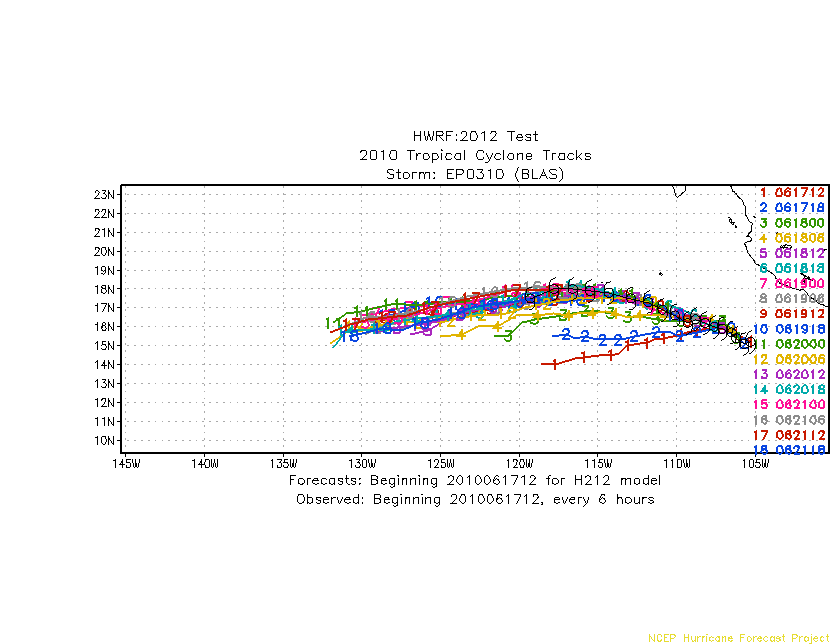 HWRF:2012 Test
2010 Tropical Cyclone Tracks
Storm: EP0310 (BLAS)
23N
22N
21N
20N
19N
18N
17N
16N
15N
14N
13N
12N
11N
10N
1 061712
2 061718
3 061800
4 061806
5 061812
6 061818
7 061900
8 061906
9 061912
10 061918
11 062000
12 062006
13 062012
14 062018
15 062100
16 062106
17 062112
18 062118
145W 140W 135W 130W 125W 120W 115W 110W 105W
Forecasts: Beginning 2010061712 for H212 model
Observed: Beginning 2010061712, every 6 hours
NCEP Hurricane Forecast Project